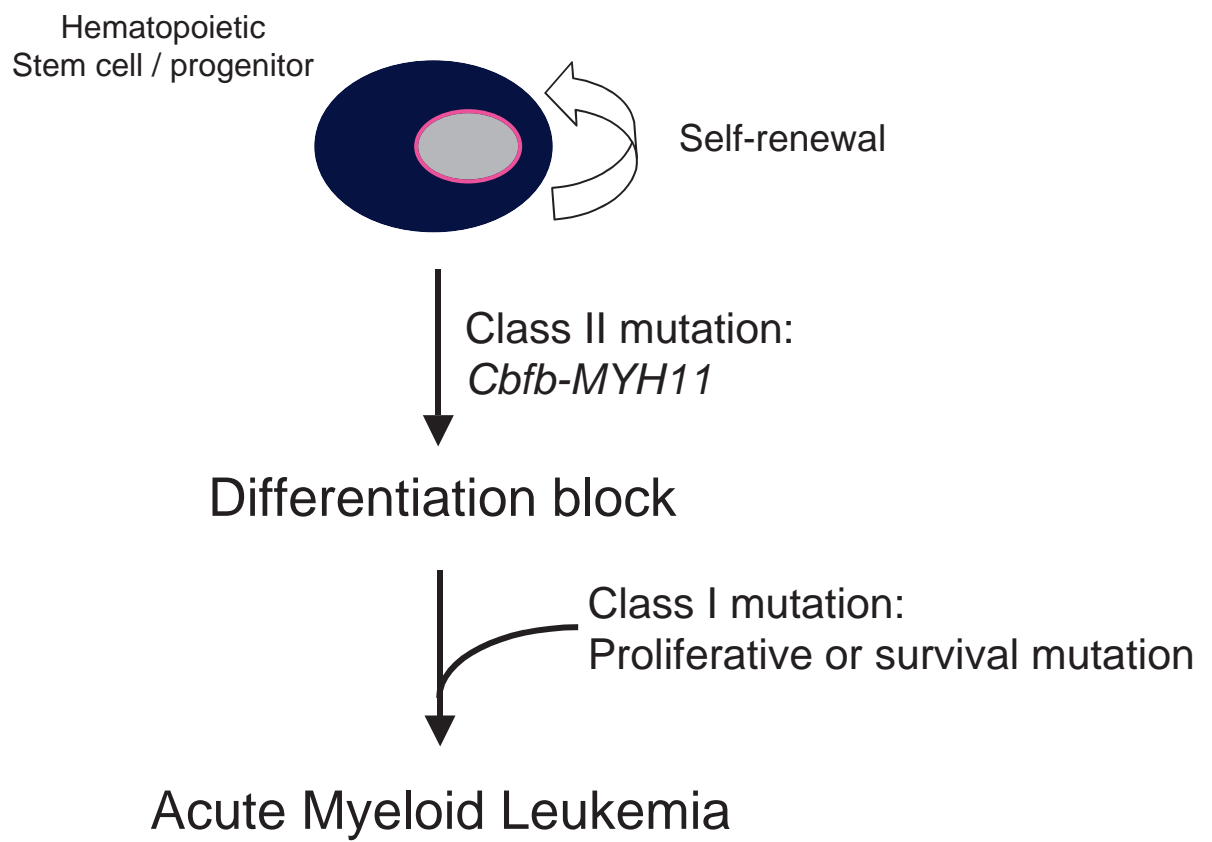 Hematopoietic
Stem cell / progenitor
Self-renewal
Class II mutation:
Cbfb-MYH11
Differentiation block
Class I mutation:
Proliferative or survival mutation
Acute Myeloid Leukemia